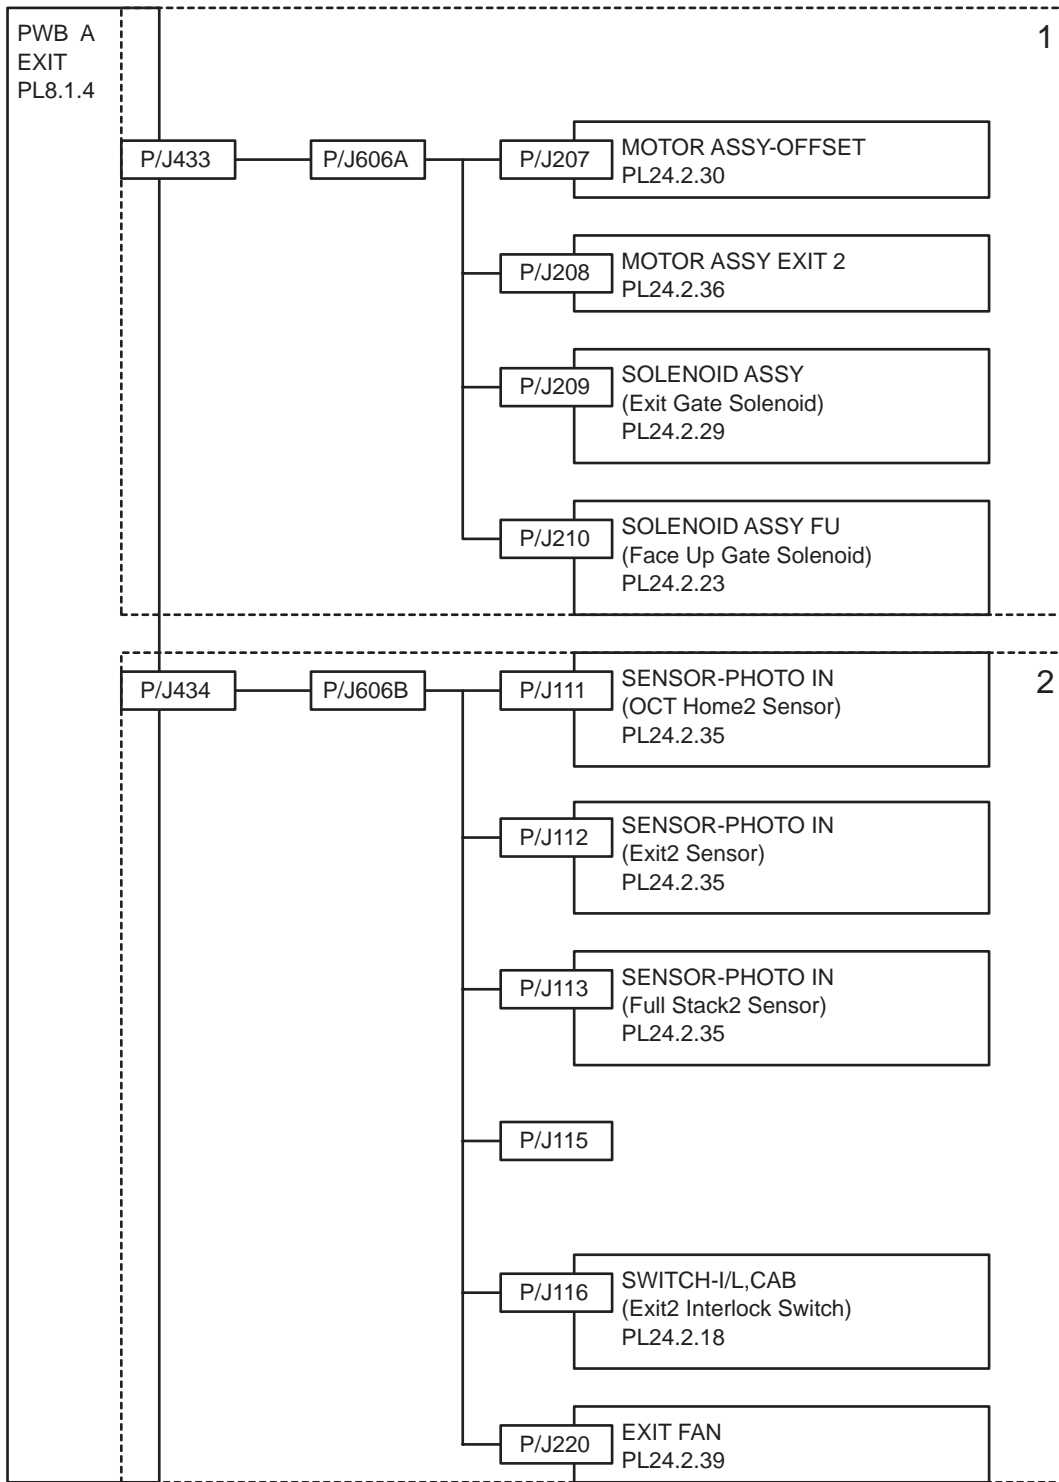 PWB A
EXIT
PL8.1.4
1
P/J433
P/J606A
P/J207
MOTOR ASSY-OFFSET
PL24.2.30
P/J208
MOTOR ASSY EXIT 2
PL24.2.36
P/J209
SOLENOID ASSY
(Exit Gate Solenoid)
PL24.2.29
P/J210
SOLENOID ASSY FU
(Face Up Gate Solenoid)
PL24.2.23
2
P/J434
P/J606B
P/J111
SENSOR-PHOTO IN
(OCT Home2 Sensor)
PL24.2.35
P/J112
SENSOR-PHOTO IN
(Exit2 Sensor)
PL24.2.35
P/J113
SENSOR-PHOTO IN
(Full Stack2 Sensor)
PL24.2.35
P/J115
P/J116
SWITCH-I/L,CAB
(Exit2 Interlock Switch)
PL24.2.18
P/J220
EXIT FAN
PL24.2.39